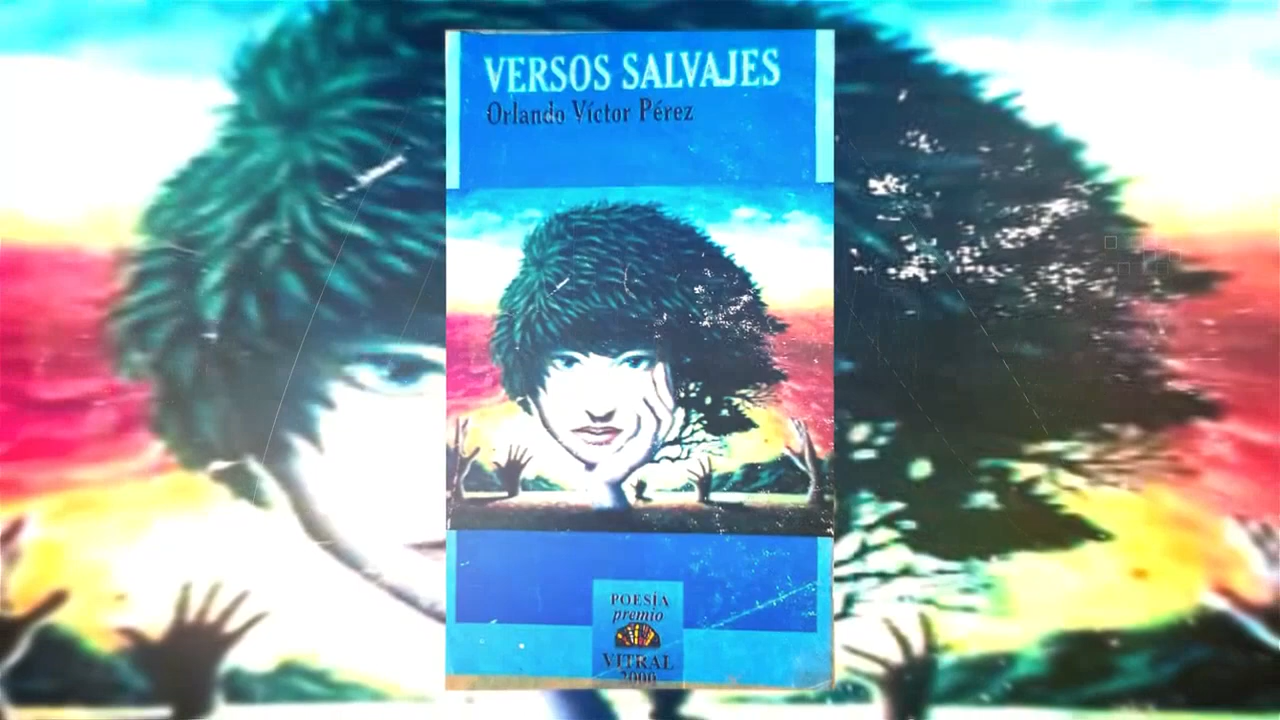 VERSOS SALVAJES
Orlando Víctor Pérez
POESÍA
premio
VITRAL
2000